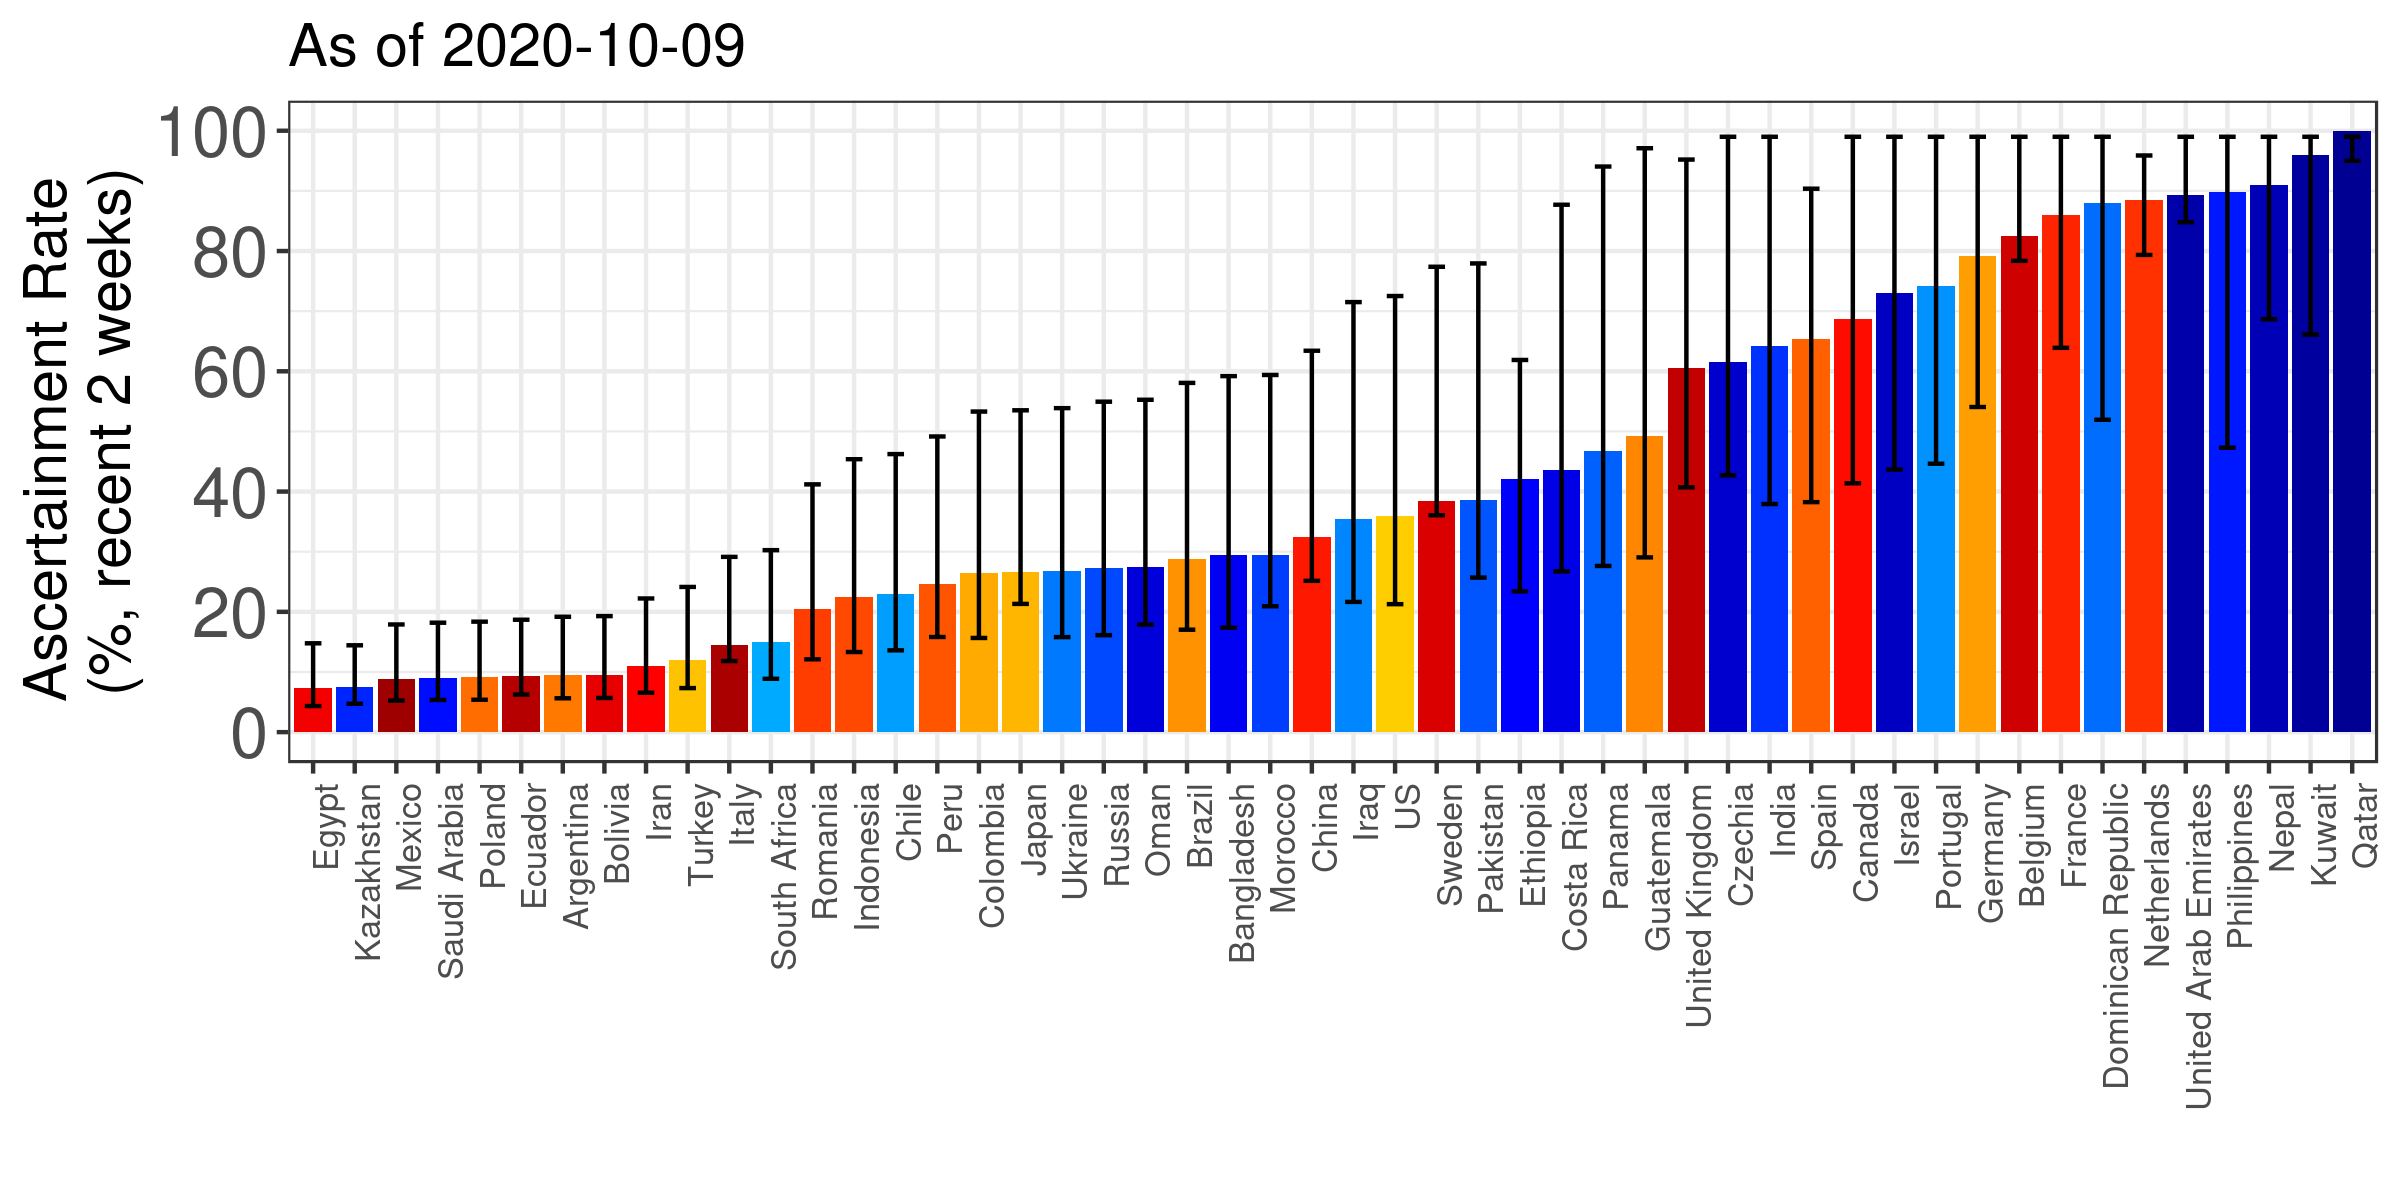 As of 2020-10-09
Ascertainment Rate
(%, recent 2 weeks)
100
80
60
40
20
0
Egypt
Kazakhstan
Mexico
Saudi Arabia
Poland
Ecuador
Argentina
Bolivia
Iran
Turkey
Italy
South Africa
Romania
Indonesia
Chile
Peru
Colombia
Japan
Ukraine
Russia
Oman
Brazil
Bangladesh
Morocco
China
Iraq
US
Sweden
Pakistan
Ethiopia
Costa Rica
Panama
Guatemala
United Kingdom
Czechia
India
Spain
Canada
Israel
Portugal
Germany
Belgium
France
Dominican Republic
Netherlands
United Arab Emirates
Philippines
Nepal
Kuwait
Qatar